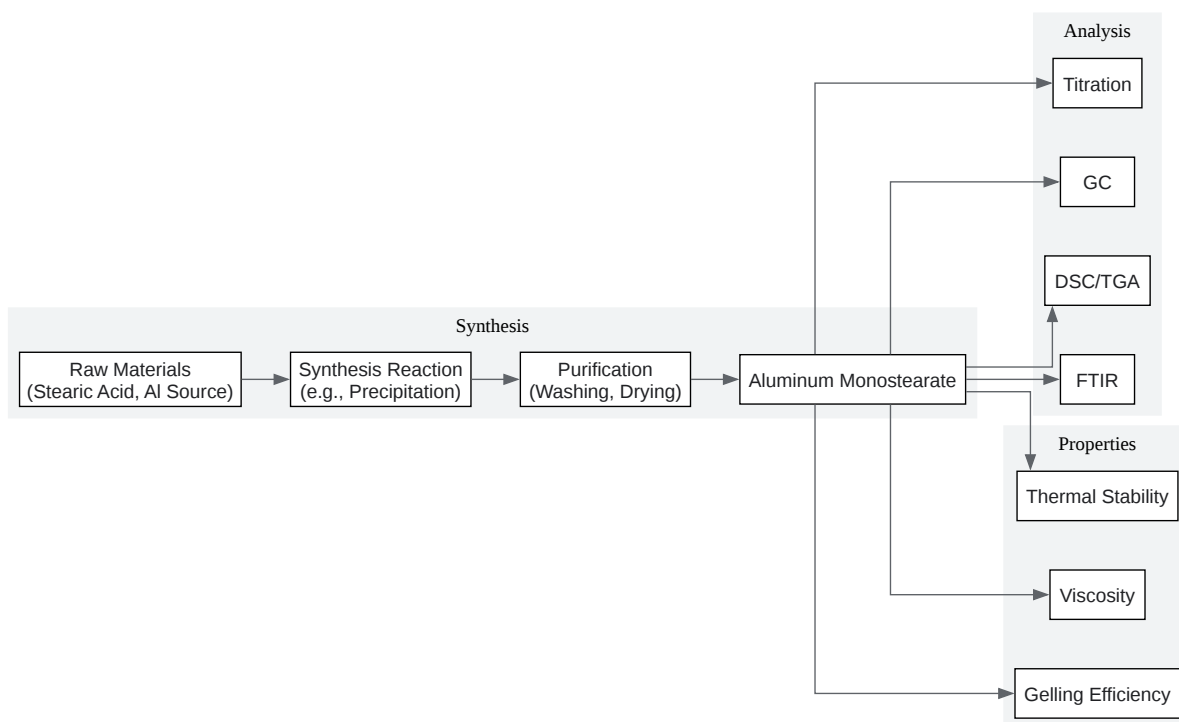 Analysis
Titration
GC
DSC/TGA
FTIR
Synthesis
Raw Materials
(Stearic Acid, Al Source)
Synthesis Reaction
(e.g., Precipitation)
Purification
(Washing, Drying)
Aluminum Monostearate
Properties
Thermal Stability
Viscosity
Gelling Efficiency